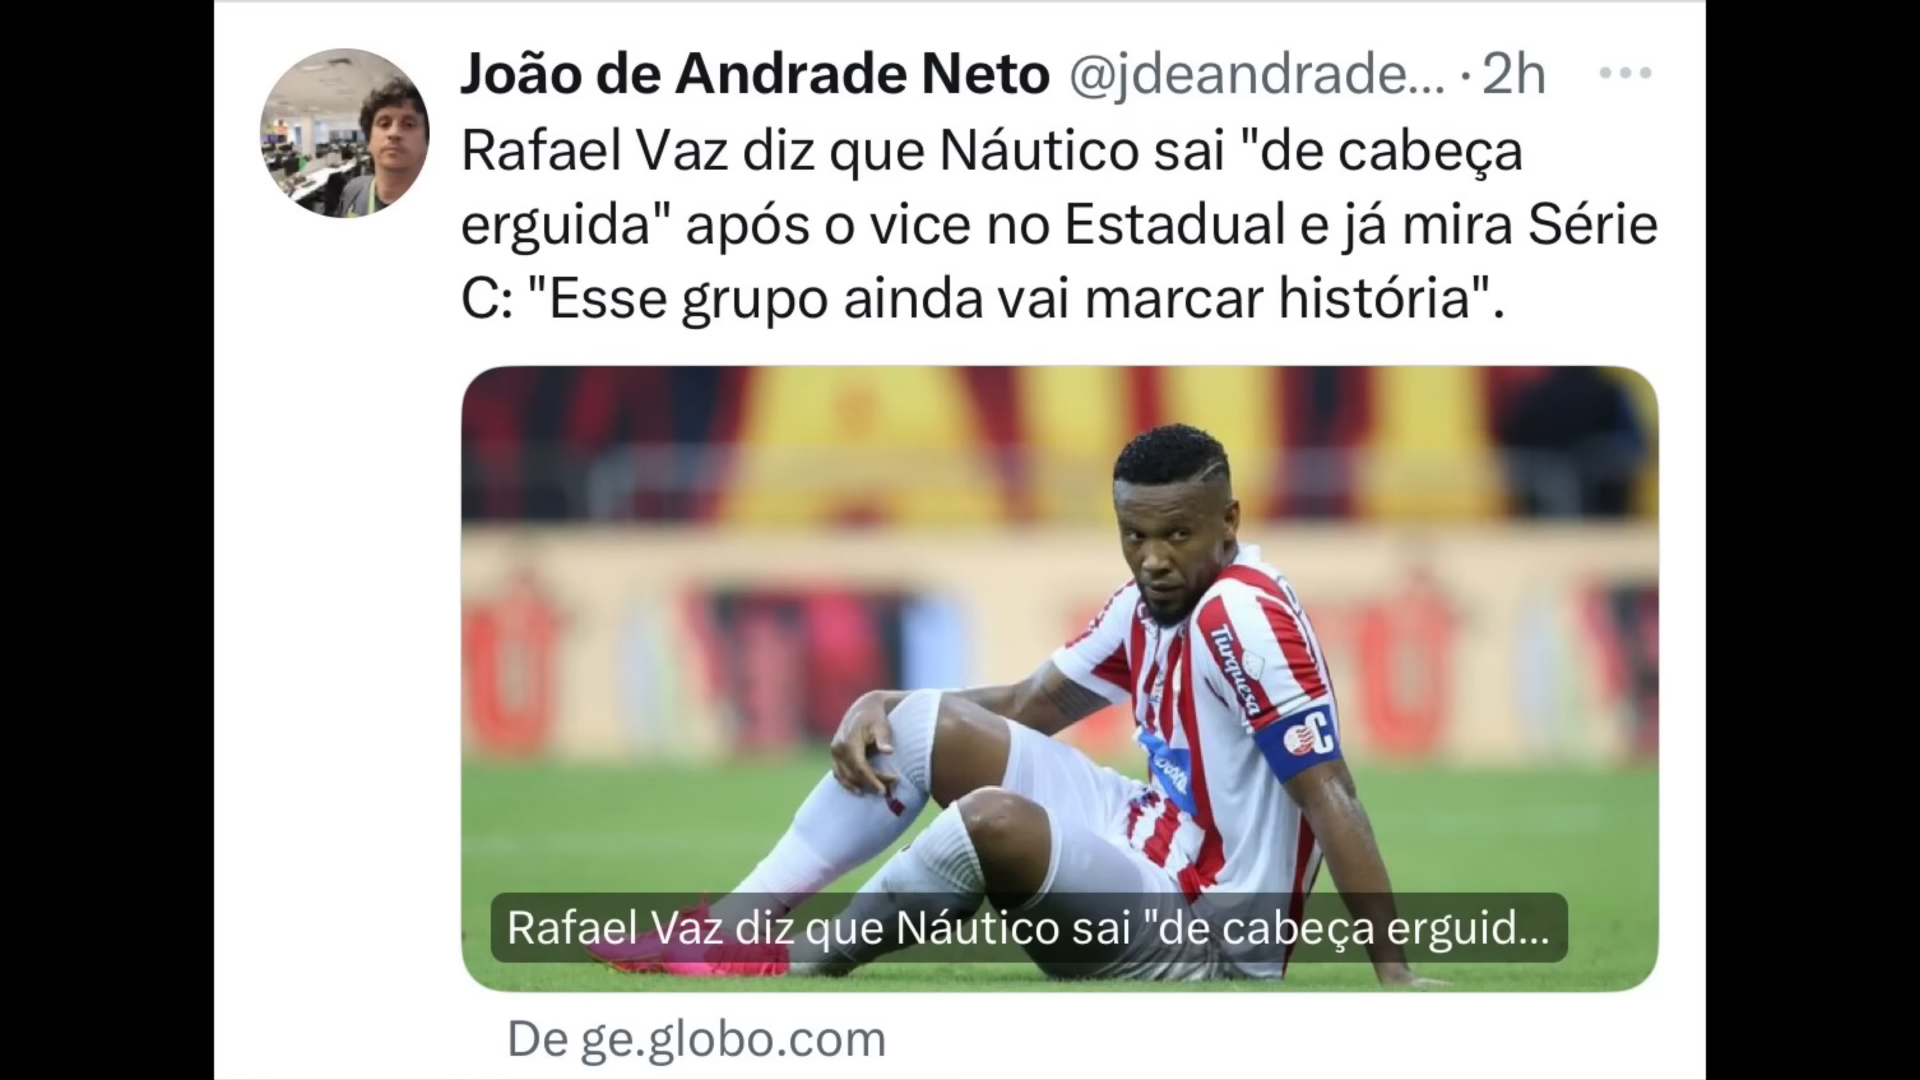 João de Andrade Neto @jdeandrade... · 2h
Rafael Vaz diz que Náutico sai "de cabeça
erguida" após o vice no Estadual e já mira Série
C: "Esse grupo ainda vai marcar história".
Turquesa
C
Rafael Vaz diz que Náutico sai "de cabeça erguid...
De ge.globo.com